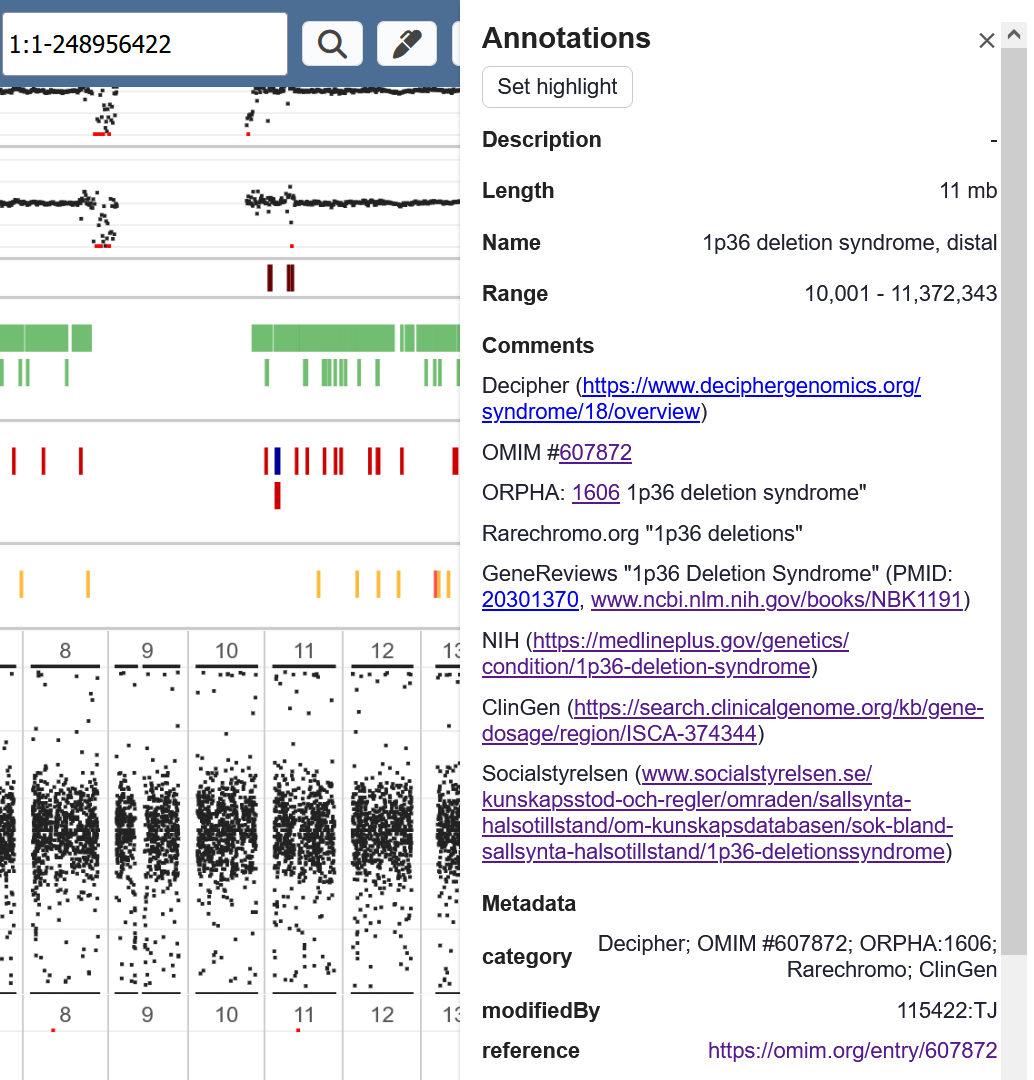 1:1-248956422
Annotations
Set highlight
Description -
Length 11 mb
Name 1p36 deletion syndrome, distal
Range 10,001 - 11,372,343
Comments
Decipher (https://www.deciphergenomics.org/
syndrome/18/overview)
OMIM #607872
ORPHA: 1606 1p36 deletion syndrome"
Rarechromo.org "1p36 deletions"
GeneReviews "1p36 Deletion Syndrome" (PMID:
20301370, www.ncbi.nlm.nih.gov/books/NBK1191)
NIH (https://medlineplus.gov/genetics/
condition/1p36-deletion-syndrome)
ClinGen (https://search.clinicalgenome.org/kb/gene-
dosage/region/ISCA-374344)
Socialstyrelsen (www.socialstyrelsen.se/
kunskapsstod-och-regler/omraden/sallsynta-
halsotillstand/om-kunskapsdatabasen/sok-bland-
sallsynta-halsotillstand/1p36-deletionssyndrome)
Metadata
category Decipher; OMIM #607872; ORPHA:1606;
Rarechromo; ClinGen
modifiedBy 115422:TJ
reference https://omim.org/entry/607872
8 9 10 11 12 13
8 9 10 11 12 13